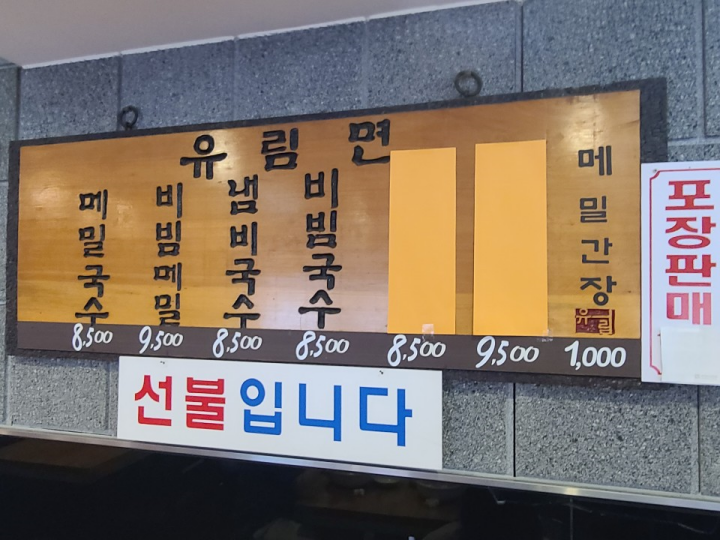 유림면
메밀국수
비빔메밀
냄비국수
비빔국수
메밀간장
유림
8,500
9,500
8,500
8,500
8,500
9,500
1,000
포장판매
선불입니다